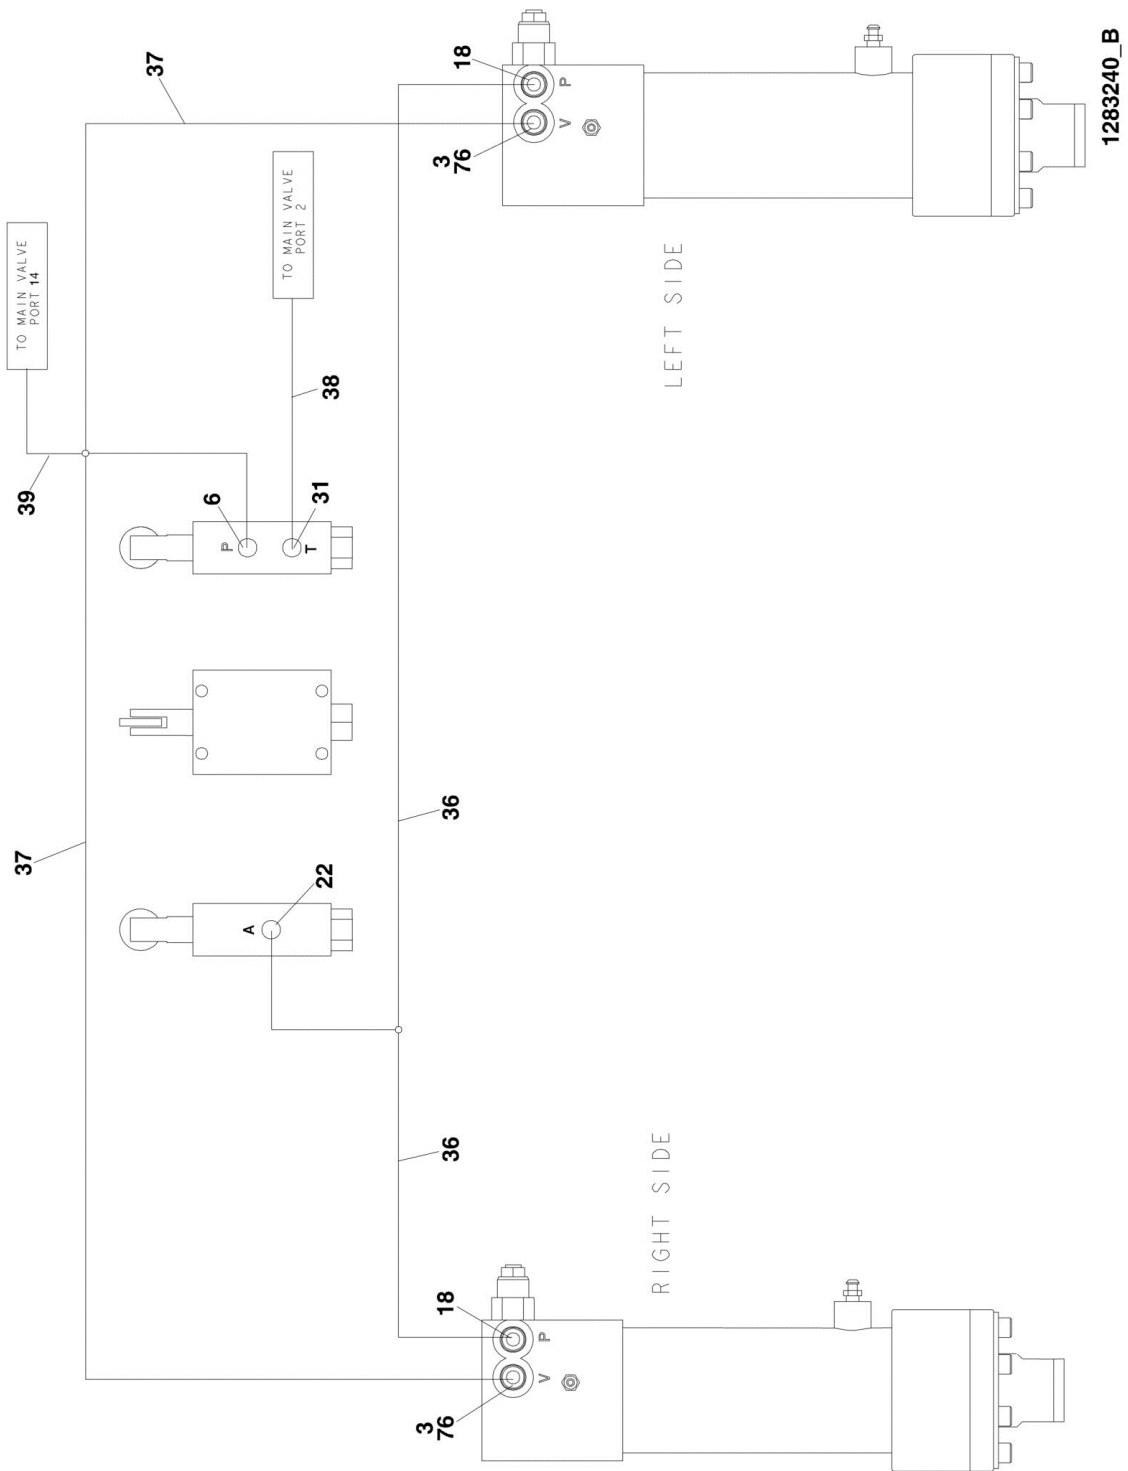 37
18
P
V
3
76
1283240_B
TO MAIN VALVE
PORT 14
TO MAIN VALVE
PORT 2
LEFT SIDE
39
38
6
31
P
T
37
36
22
A
36
RIGHT SIDE
18
P
V
3
76